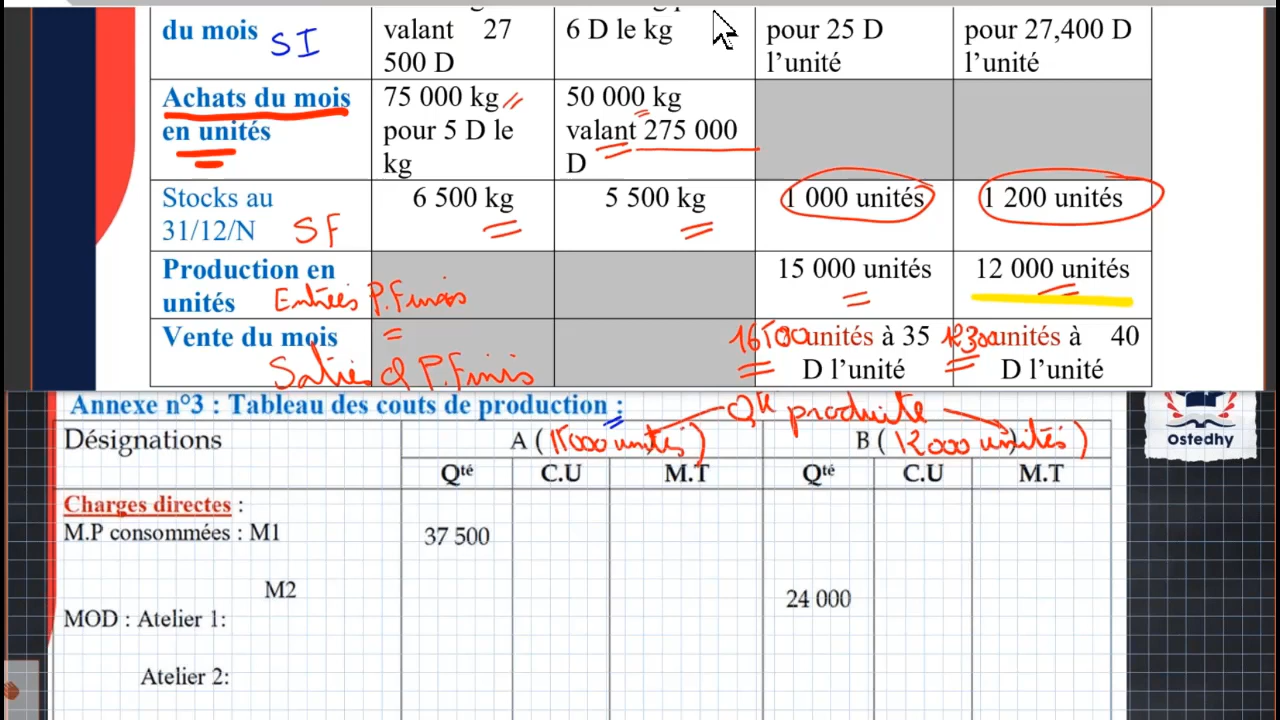 du mois SI
valant 27
500 D
6 D le kg
pour 25 D
l’unité
pour 27,400 D
l’unité
Achats du mois
en unités
75 000 kg
pour 5 D le
kg
50 000 kg
valant 275 000
D
Stocks au
31/12/N SF
6 500 kg
5 500 kg
1 000 unités
1 200 unités
Production en
unités Entrées P.Finis
15 000 unités
12 000 unités
Vente du mois =
Sorties P.Finis
16500 unités à 35
D l’unité
12300 unités à 40
D l’unité
Annexe n°3 : Tableau des couts de production :
Qté produite
Désignations
A (15000 unités)
B (12000 unités)
Qté C.U M.T Qté C.U M.T
Charges directes :
M.P consommées : M1 37 500
M2 24 000
MOD : Atelier 1:
Atelier 2:
Ostedhy